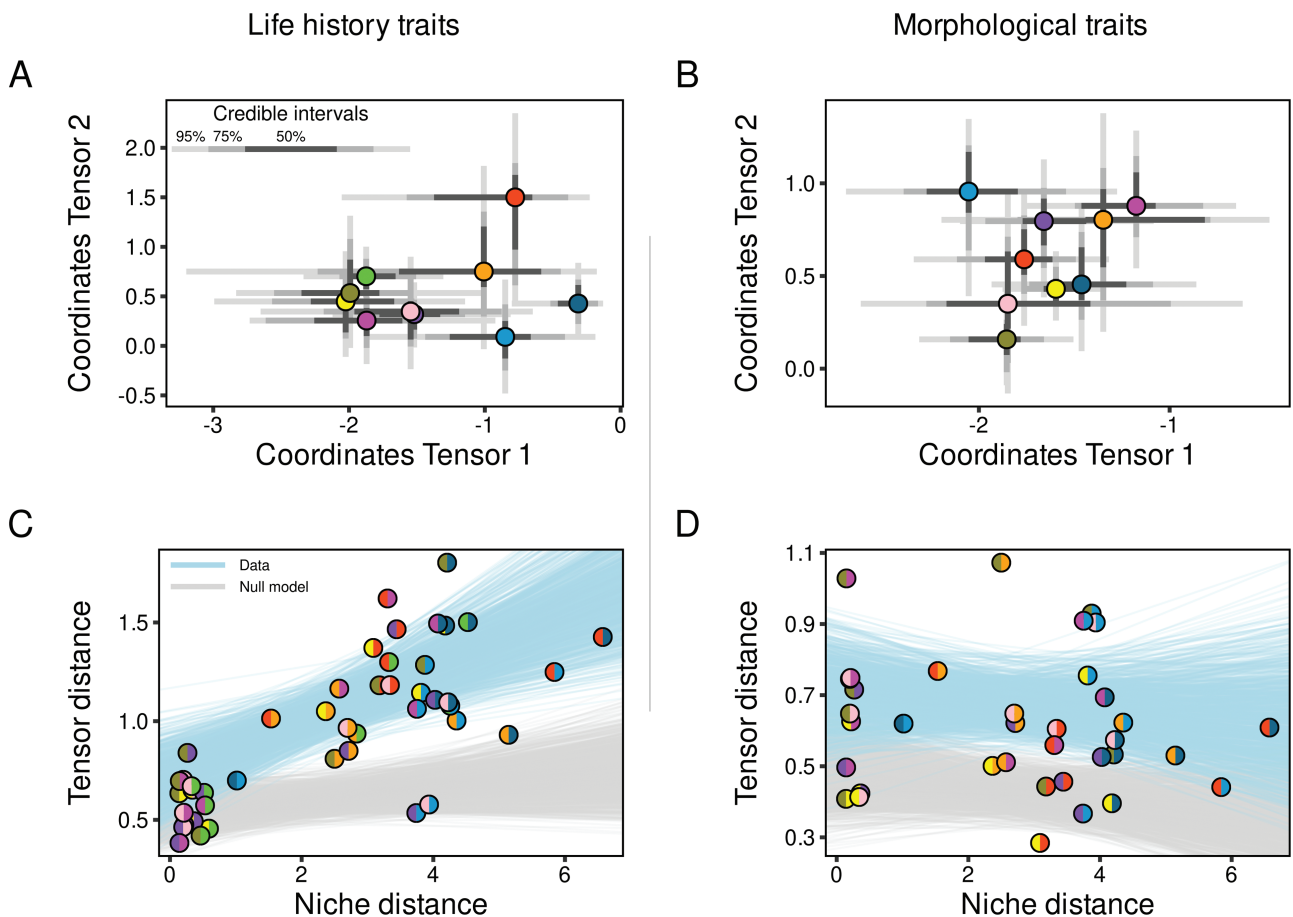 Life history traits
Morphological traits
A
Credible intervals
95% 75% 50%
Coordinates Tensor 2
2.0
1.5
1.0
0.5
0.0
-0.5
-3 -2 -1 0
Coordinates Tensor 1
B
Coordinates Tensor 2
1.0
0.5
0.0
-2 -1
Coordinates Tensor 1
C
Data
Null model
Tensor distance
1.5
1.0
0.5
0 2 4 6
Niche distance
D
Tensor distance
1.1
0.9
0.7
0.5
0.3
0 2 4 6
Niche distance